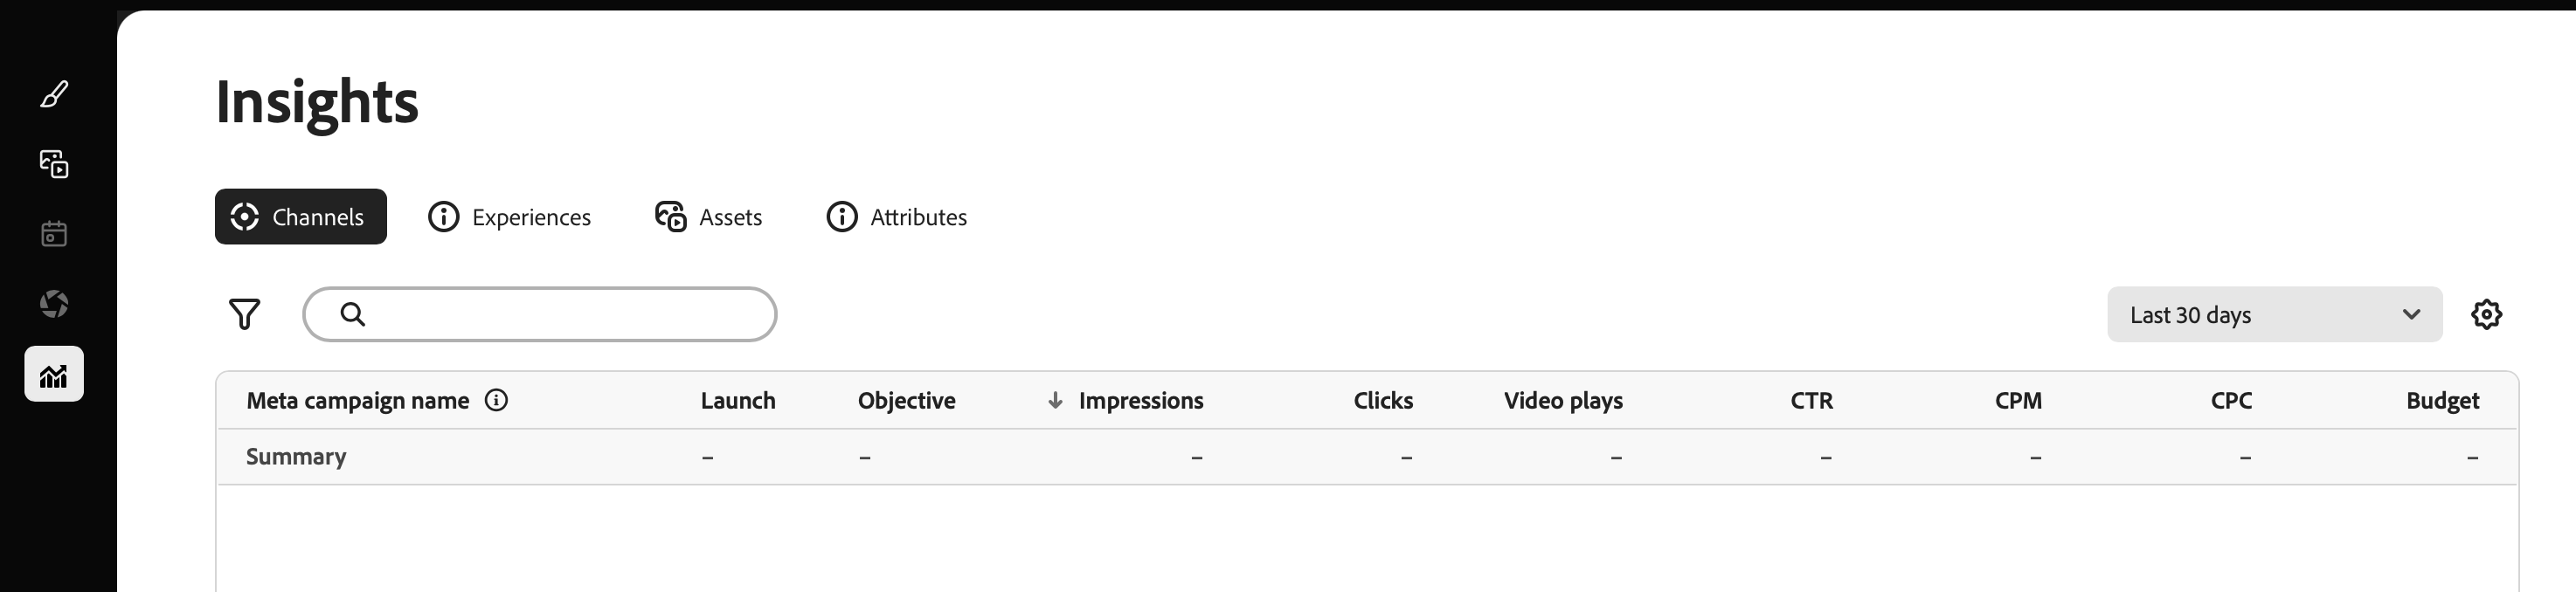 Insights
Channels Experiences Assets Attributes
Last 30 days
Meta campaign name Launch Objective Impressions Clicks Video plays CTR CPM CPC Budget
Summary – – – – – – – – –